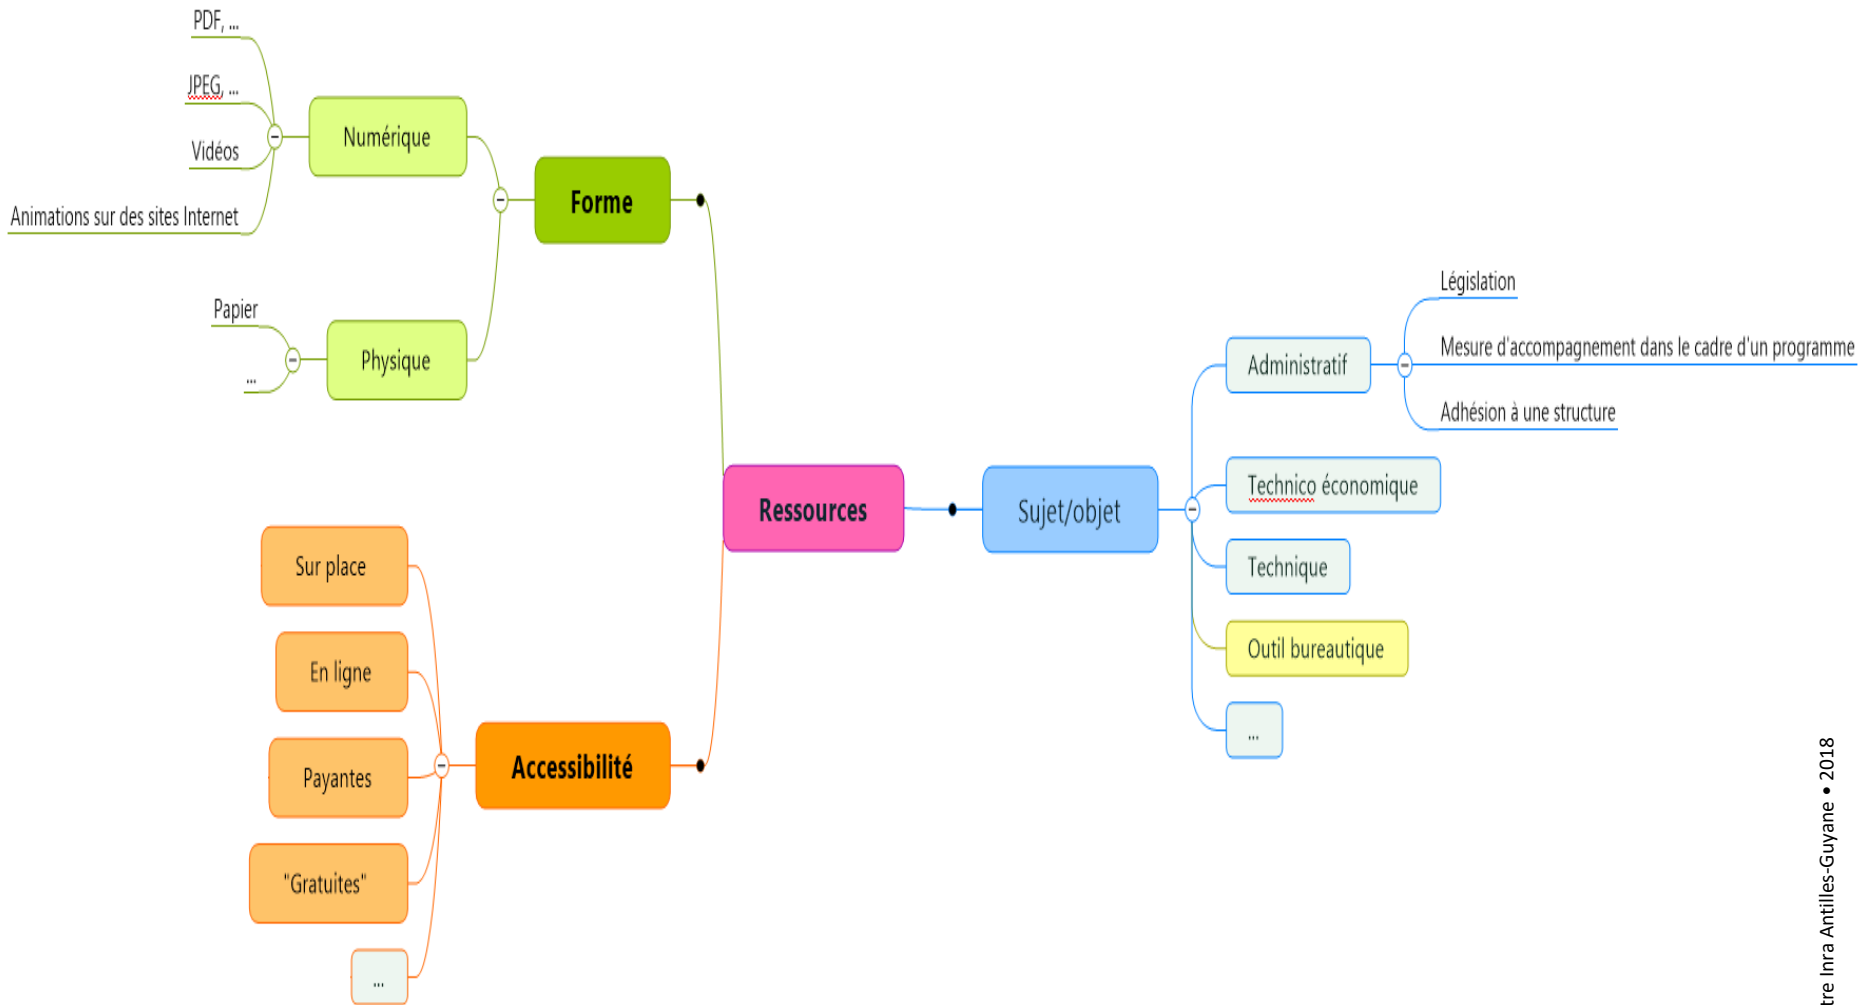 PDF, ...
JPEG, ...
Vidéos
Animations sur des sites Internet
Numérique
Forme
Papier
...
Physique
Ressources
Sur place
En ligne
Payantes
"Gratuites"
...
Accessibilité
Sujet/objet
Administratif
Législation
Mesure d'accompagnement dans le cadre d'un programme
Adhésion à une structure
Technico économique
Technique
Outil bureautique
...
tre Inra Antilles-Guyane • 2018